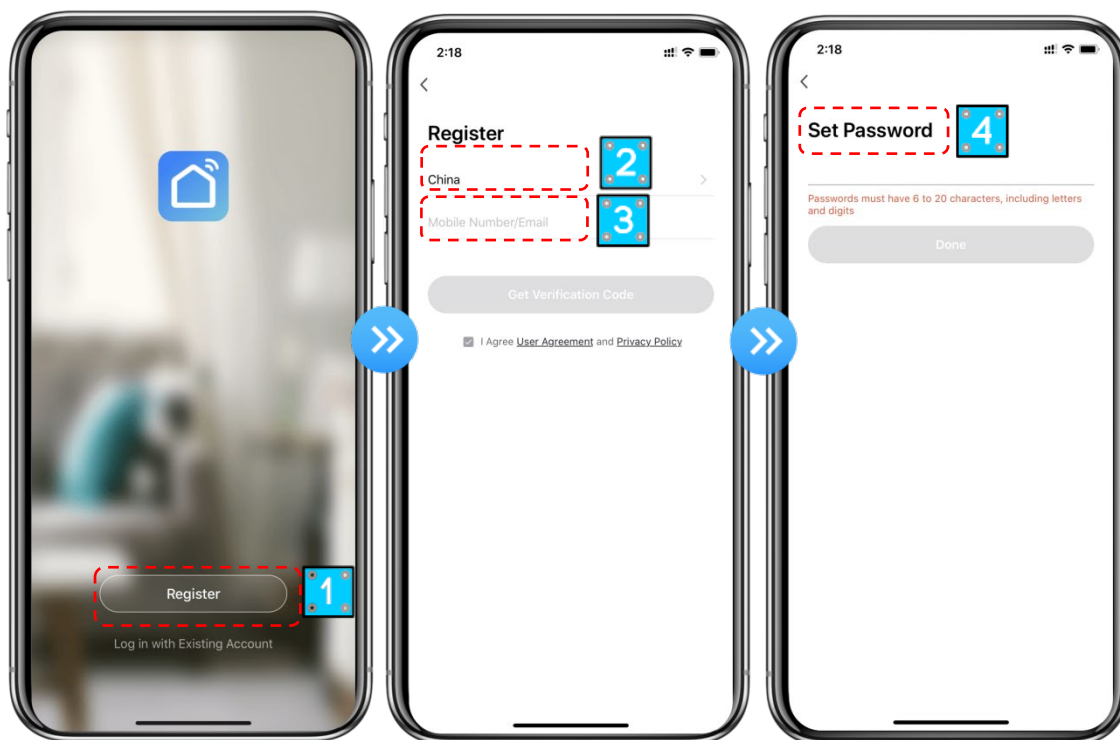 Register
1
Log in with Existing Account
2:18
Register
2
China
3
Mobile Number/Email
Get Verification Code
I Agree User Agreement and Privacy Policy
2:18
Set Password
4
Passwords must have 6 to 20 characters, including letters
and digits
Done